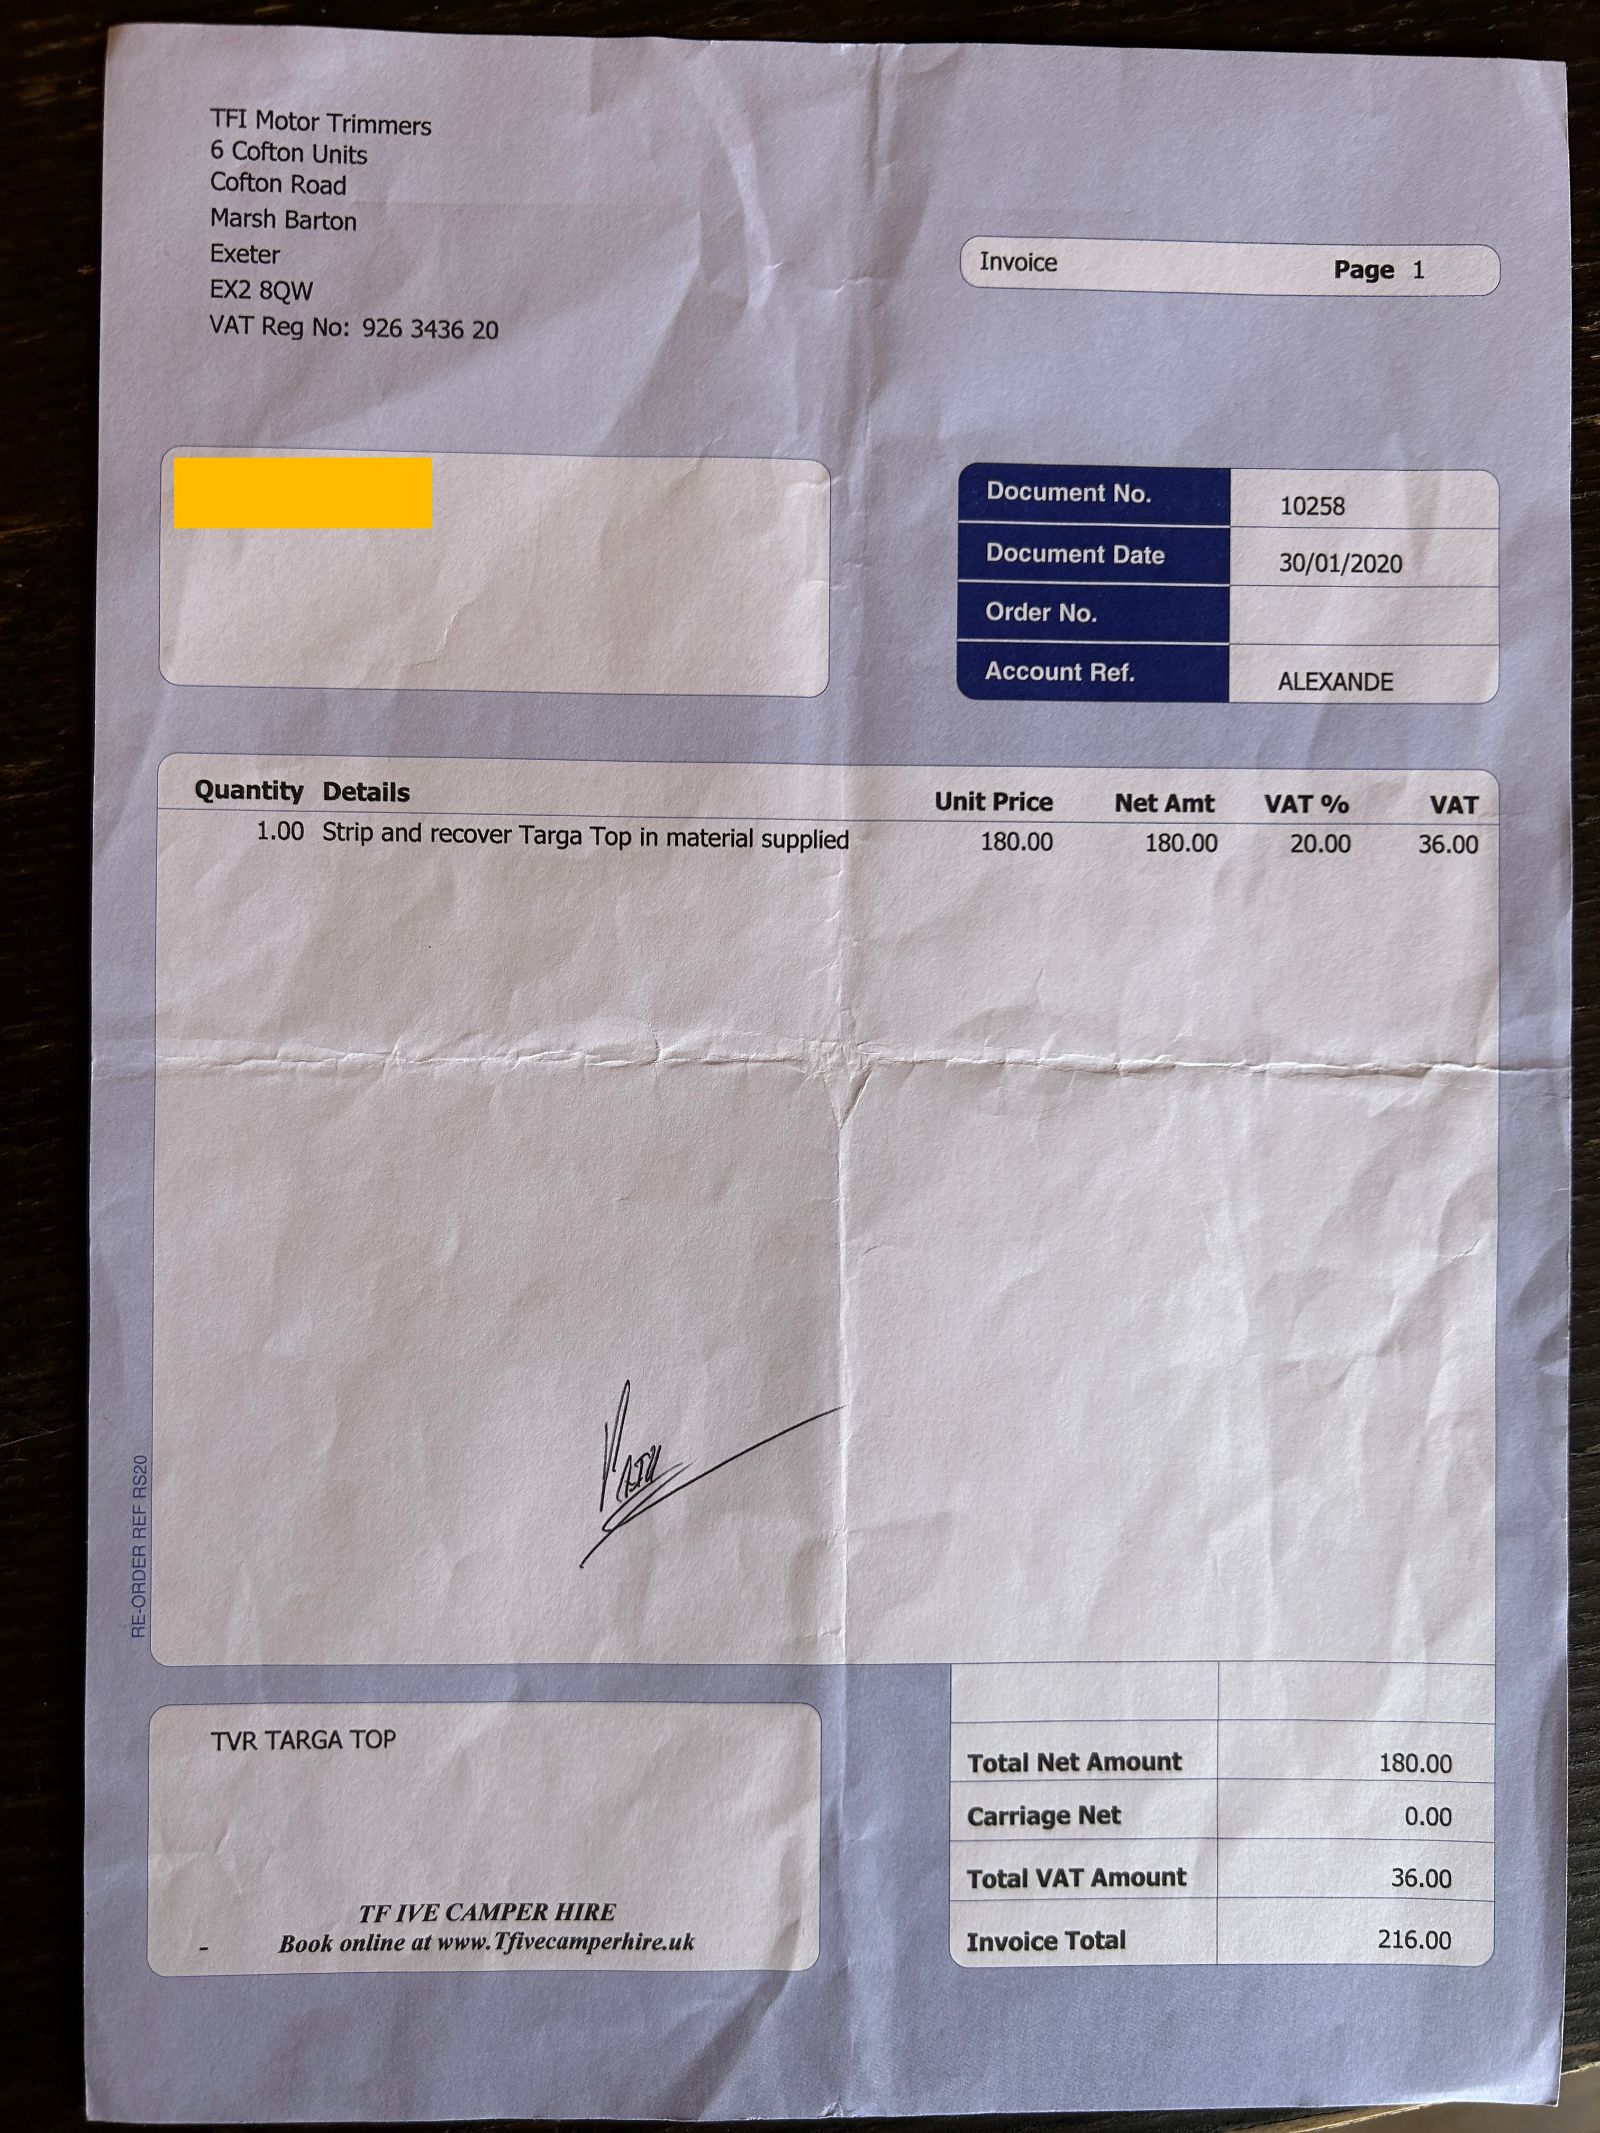 TFI Motor Trimmers
6 Cofton Units
Cofton Road
Marsh Barton
Exeter
EX2 8QW
VAT Reg No: 926 3436 20
Invoice Page 1
Document No. 10258
Document Date 30/01/2020
Order No.
Account Ref. ALEXANDE
Quantity Details Unit Price Net Amt VAT % VAT
1.00 Strip and recover Targa Top in material supplied 180.00 180.00 20.00 36.00
RE-ORDER REF RS20
TVR TARGA TOP
TF IVE CAMPER HIRE
- Book online at www.Tfivecamperhire.uk
Total Net Amount 180.00
Carriage Net 0.00
Total VAT Amount 36.00
Invoice Total 216.00